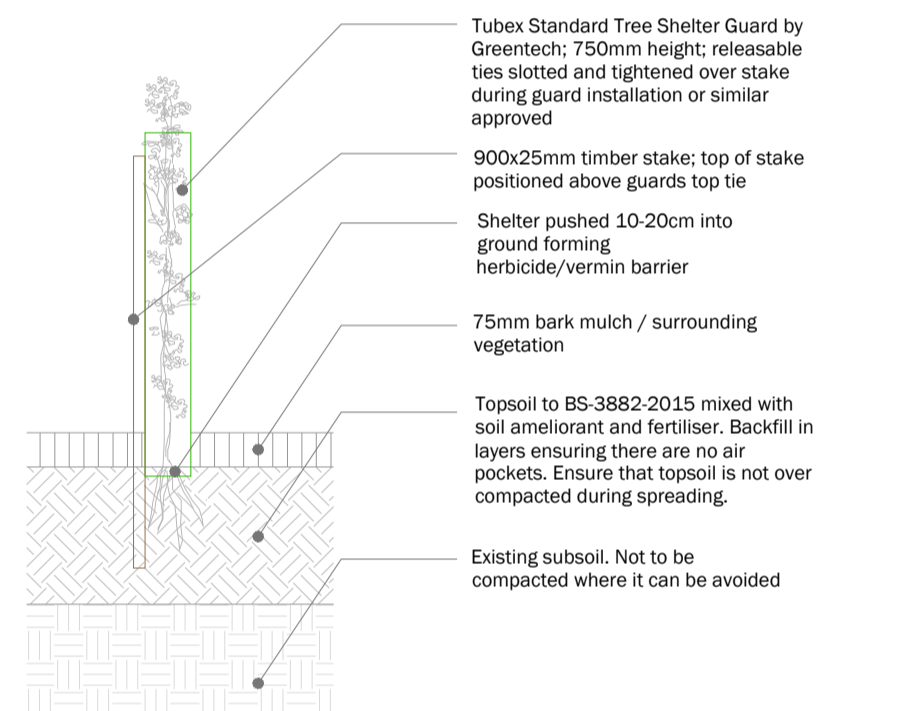 Tubex Standard Tree Shelter Guard by
Greentech; 750mm height; releasable
ties slotted and tightened over stake
during guard installation or similar
approved
900x25mm timber stake; top of stake
positioned above guards top tie
Shelter pushed 10-20cm into
ground forming
herbicide/vermin barrier
75mm bark mulch / surrounding
vegetation
Topsoil to BS-3882-2015 mixed with
soil ameliorant and fertiliser. Backfill in
layers ensuring there are no air
pockets. Ensure that topsoil is not over
compacted during spreading.
Existing subsoil. Not to be
compacted where it can be avoided